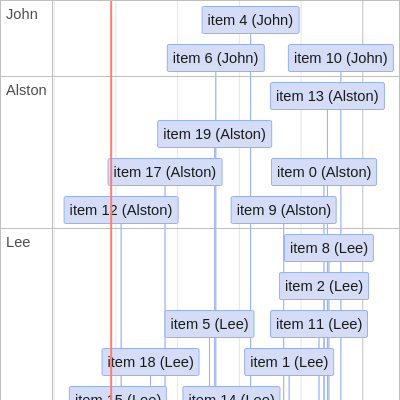 John
item 4 (John)
item 6 (John)
item 10 (John)
Alston
item 13 (Alston)
item 19 (Alston)
item 17 (Alston)
item 0 (Alston)
item 12 (Alston)
item 9 (Alston)
Lee
item 8 (Lee)
item 2 (Lee)
item 5 (Lee)
item 11 (Lee)
item 18 (Lee)
item 1 (Lee)
item 15 (Lee)
item 14 (Lee)